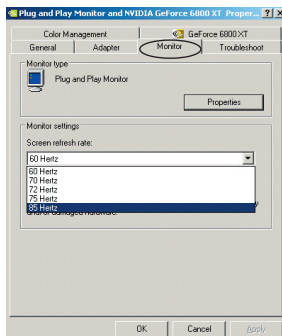 Plug and Play Monitor and NVIDIA GeForce 6800 XT Proper... ? X
Color Management GeForce 6800 XT
General Adapter Monitor Troubleshoot
Monitor type
Plug and Play Monitor
Properties
Monitor settings
Screen refresh rate:
60 Hertz
60 Hertz
70 Hertz
72 Hertz
75 Hertz
85 Hertz
and/or damaged hardware.
OK Cancel Apply